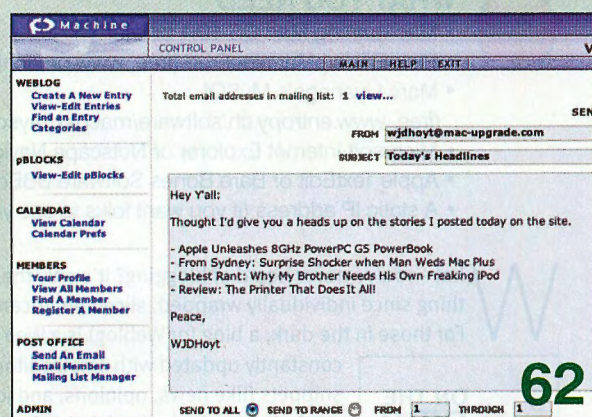 Machine
CONTROL PANEL
MAIN HELP EXIT
WEBLOG
Create A New Entry
View-Edit Entries
Find an Entry
Categories
pBLOCKS
View-Edit pBlocks
CALENDAR
View Calendar
Calendar Prefs
MEMBERS
Your Profile
View All Members
Find A Member
Register A Member
POST OFFICE
Send An Email
Email Members
Mailing List Manager
ADMIN
Total email addresses in mailing list: 1 view...
SEN
FROM wjdhoyt@mac-upgrade.com
SUBJECT Today's Headlines
Hey Y'all:
Thought I'd give you a heads up on the stories I posted today on the site.
- Apple Unleashes 8GHz PowerPC G5 PowerBook
- From Sydney: Surprise Shocker when Man Weds Mac Plus
- Latest Rant: Why My Brother Needs His Own Freaking iPod
- Review: The Printer That DoesIt All!
Peace,
WJDHoyt
SEND TO ALL SEND TO RANGE FROM 1 THROUGH 1
62